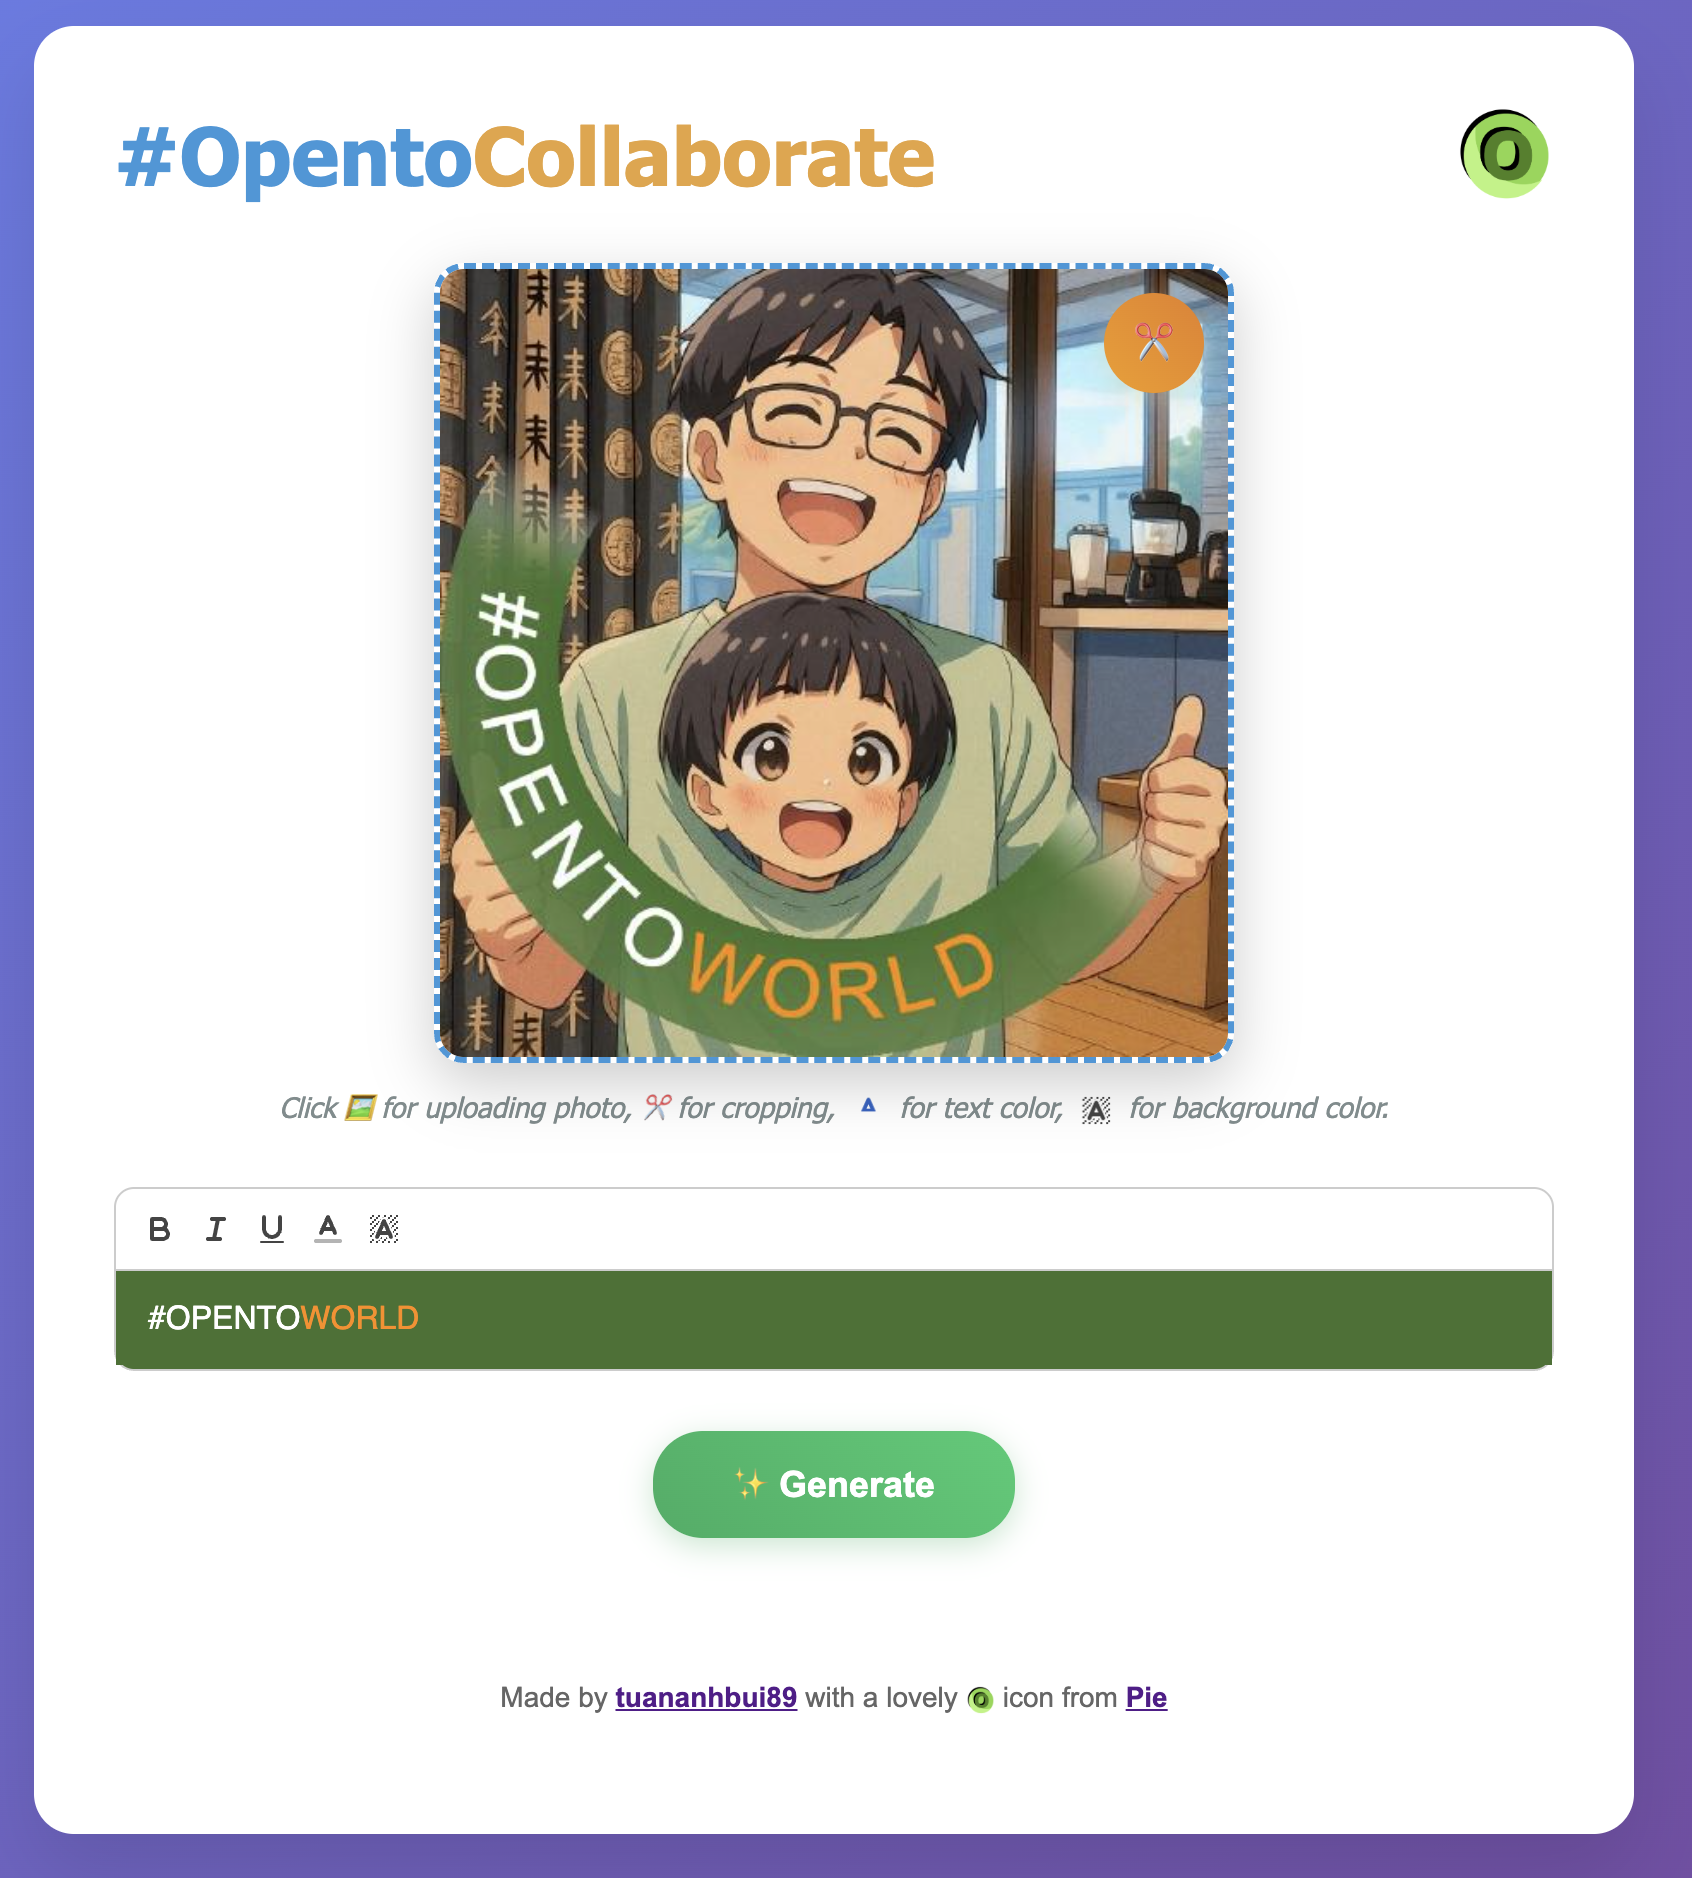 #OpentoCollaborate
#OPENTOWORLD
Click 🖼️ for uploading photo, ✂️ for cropping, A for text color, A for background color.
B I U A A
#OPENTOWORLD
✨ Generate
Made by tuananhbui89 with a lovely icon from Pie